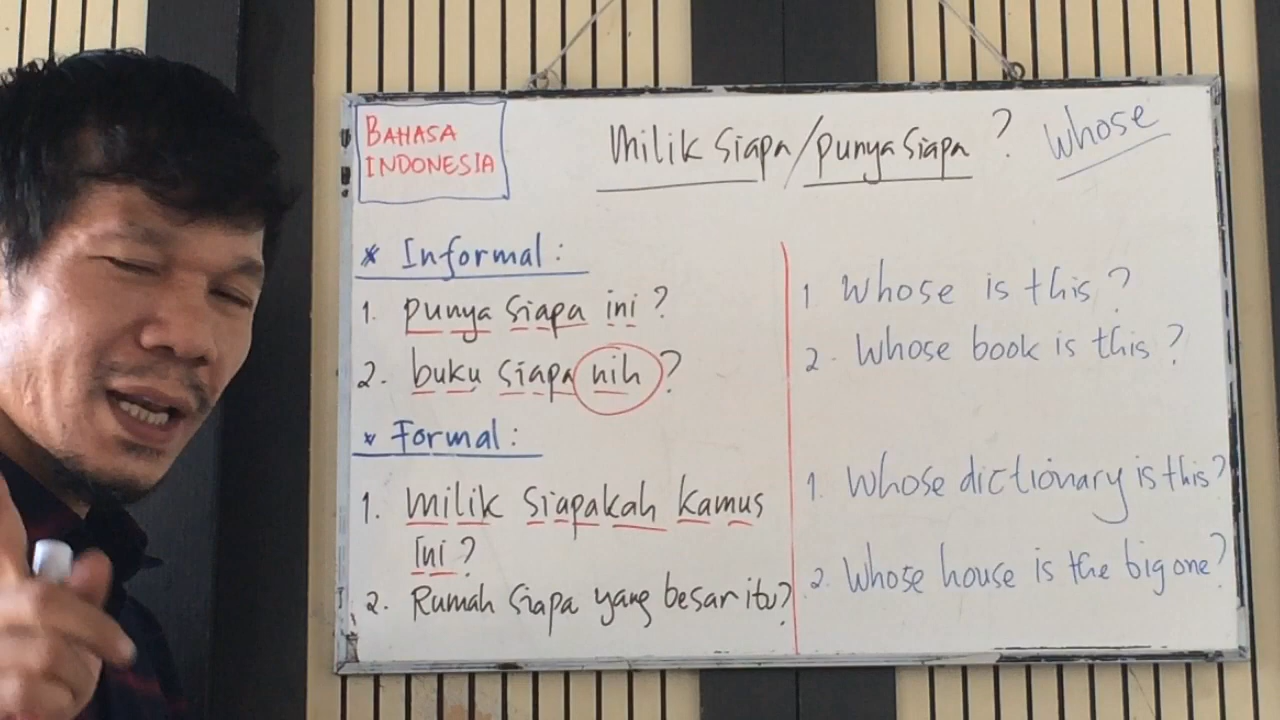 BAHASA
INDONESIA
Milik Siapa/punya Siapa ? Whose
* Informal :
1. punya Siapa ini ?
2. buku Siapa nih ?
* Formal :
1. Milik Siapakah kamus
Ini ?
2. Rumah Siapa yang besar itu?
1 Whose is this ?
2. Whose book is this ?
1. Whose dictionary is this?
2. Whose house is the big one?